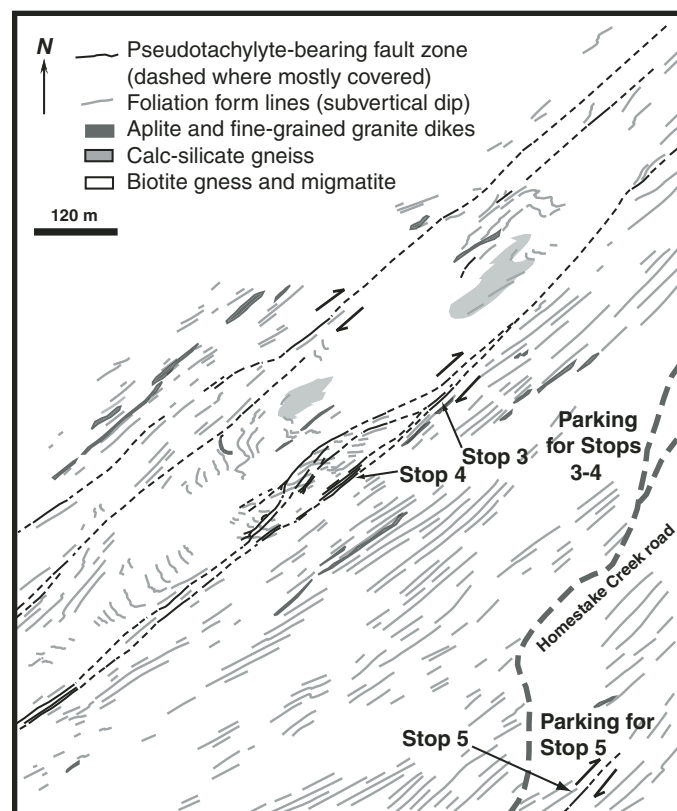 N
Pseudotachylyte-bearing fault zone
(dashed where mostly covered)
Foliation form lines (subvertical dip)
Aplite and fine-grained granite dikes
Calc-silicate gneiss
Biotite gness and migmatite
120 m
Parking
for Stops
3-4
Stop 3
Stop 4
Homestake Creek road
Parking for
Stop 5
Stop 5